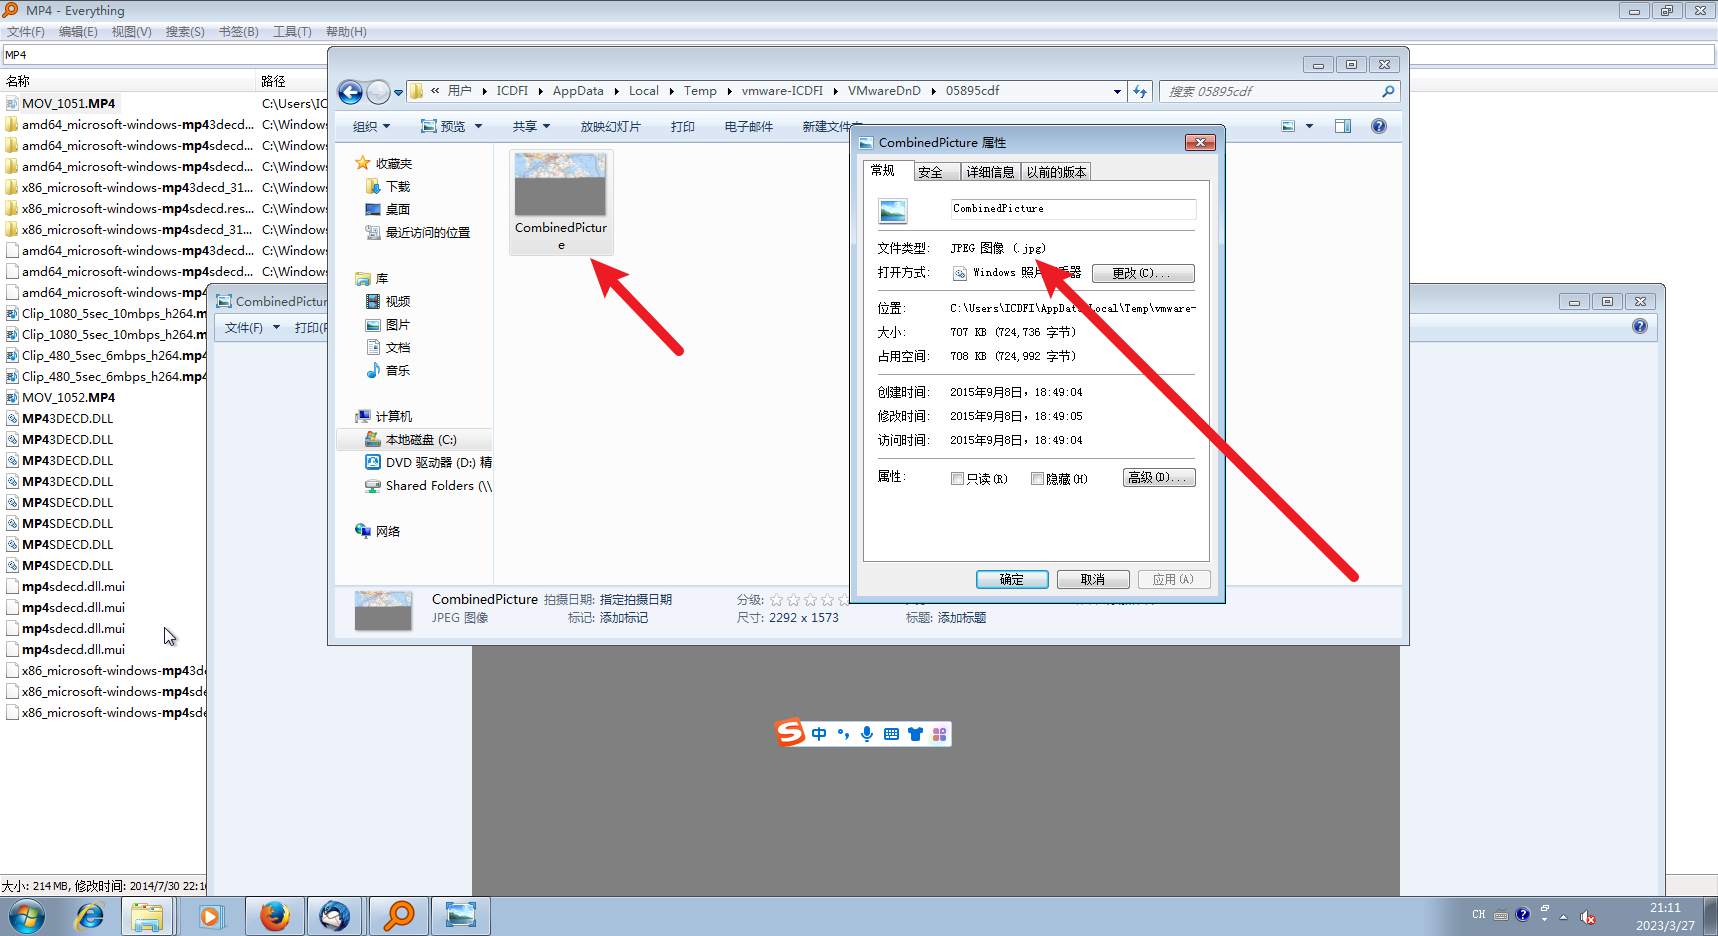 MP4 - Everything
文件(F) 编辑(E) 视图(V) 搜索(S) 书签(B) 工具(T) 帮助(H)
MP4
名称 路径
MOV_1051.MP4 C:\Users\IC
amd64_microsoft-windows-mp43decd... C:\Window
amd64_microsoft-windows-mp4sdecd... C:\Window
amd64_microsoft-windows-mp4sdecd... C:\Window
x86_microsoft-windows-mp43decd_31... C:\Window
x86_microsoft-windows-mp4sdecd.res... C:\Window
x86_microsoft-windows-mp4sdecd_31... C:\Window
amd64_microsoft-windows-mp43decd... C:\Window
amd64_microsoft-windows-mp4sdecd... C:\Window
amd64_microsoft-windows-mp4sdecd... C:\Window
Clip_1080_5sec_10mbps_h264.m
Clip_1080_5sec_10mbps_h264.m
Clip_480_5sec_6mbps_h264.mp4
Clip_480_5sec_6mbps_h264.mp4
MOV_1052.MP4
MP43DECD.DLL
MP43DECD.DLL
MP43DECD.DLL
MP43DECD.DLL
MP4SDECD.DLL
MP4SDECD.DLL
MP4SDECD.DLL
MP4SDECD.DLL
mp4sdecd.dll.mui
mp4sdecd.dll.mui
mp4sdecd.dll.mui
mp4sdecd.dll.mui
x86_microsoft-windows-mp43de
x86_microsoft-windows-mp4sde
x86_microsoft-windows-mp4sde
大小: 214 MB, 修改时间: 2014/7/30 22:1
CombinedPictur
文件(F) 打印(P
« 用户 ICDFI AppData Local Temp vmware-ICDFI VMwareDnD 05895cdf
搜索 05895cdf
组织 预览 共享 放映幻灯片 打印 电子邮件 新建文件
收藏夹
下载
桌面
最近访问的位置
库
视频
图片
文档
音乐
计算机
本地磁盘 (C:)
DVD 驱动器 (D:) 精
Shared Folders (\\
网络
CombinedPictur
e
CombinedPicture 拍摄日期: 指定拍摄日期 分级:
JPEG 图像 标记: 添加标记 尺寸: 2292 x 1573 标题: 添加标题
CombinedPicture 属性
常规 安全 详细信息 以前的版本
CombinedPicture
文件类型: JPEG 图像 (.jpg)
打开方式: Windows 照片 器 更改(C)...
位置: C:\Users\ICDFI\AppData\Local\Temp\vmware-
大小: 707 KB (724,736 字节)
占用空间: 708 KB (724,992 字节)
创建时间: 2015年9月8日，18:49:04
修改时间: 2015年9月8日，18:49:05
访问时间: 2015年9月8日，18:49:04
属性: 只读(R) 隐藏(H) 高级(D)...
确定 取消 应用(A)
中
CH
21:11
2023/3/27